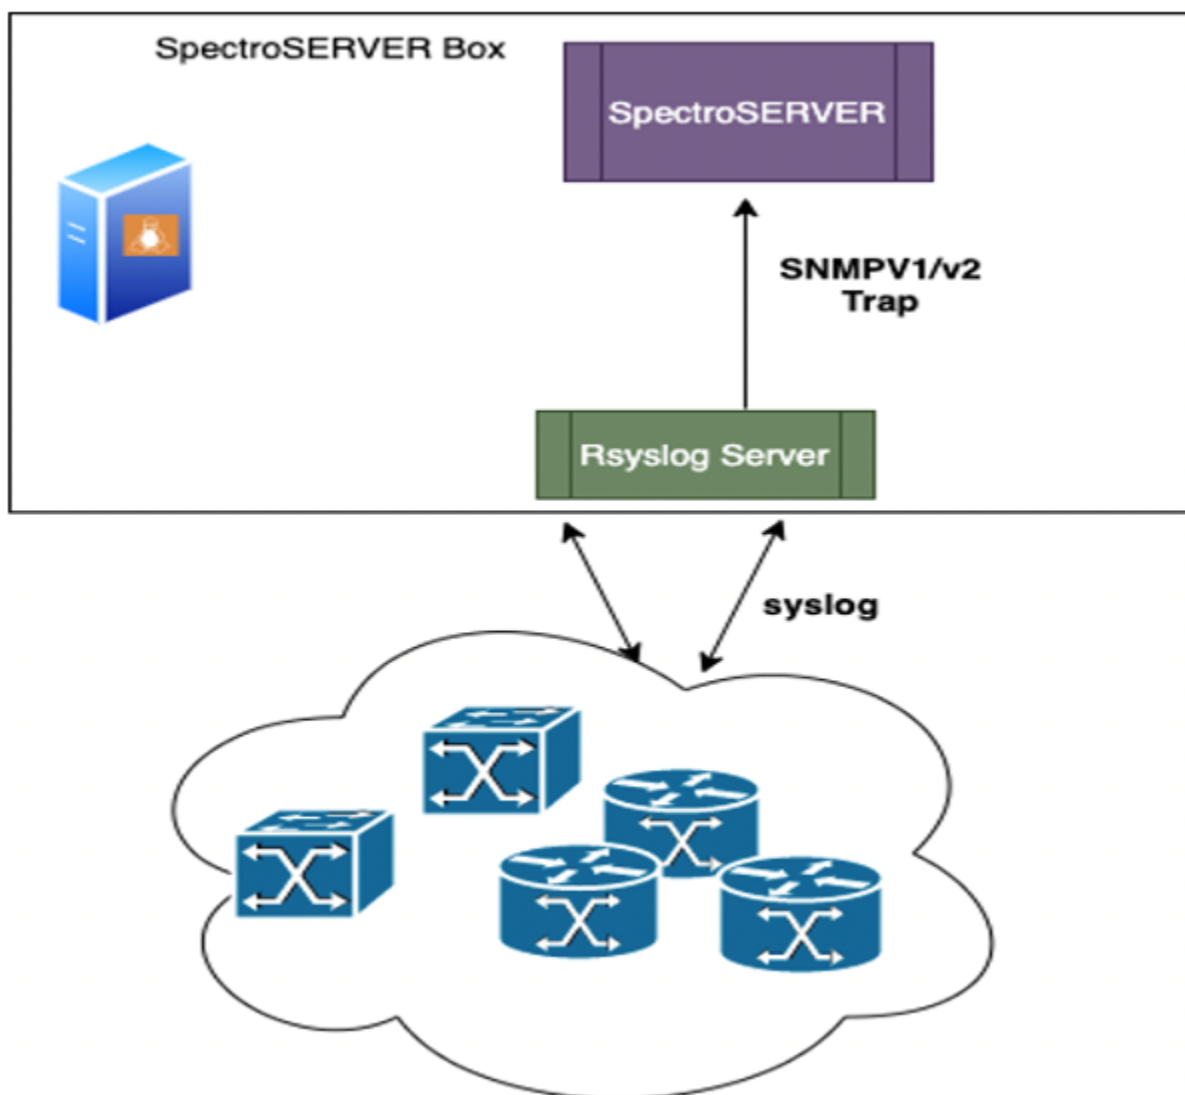 SpectroSERVER Box
SpectroSERVER
SNMPV1/v2
Trap
Rsyslog Server
syslog